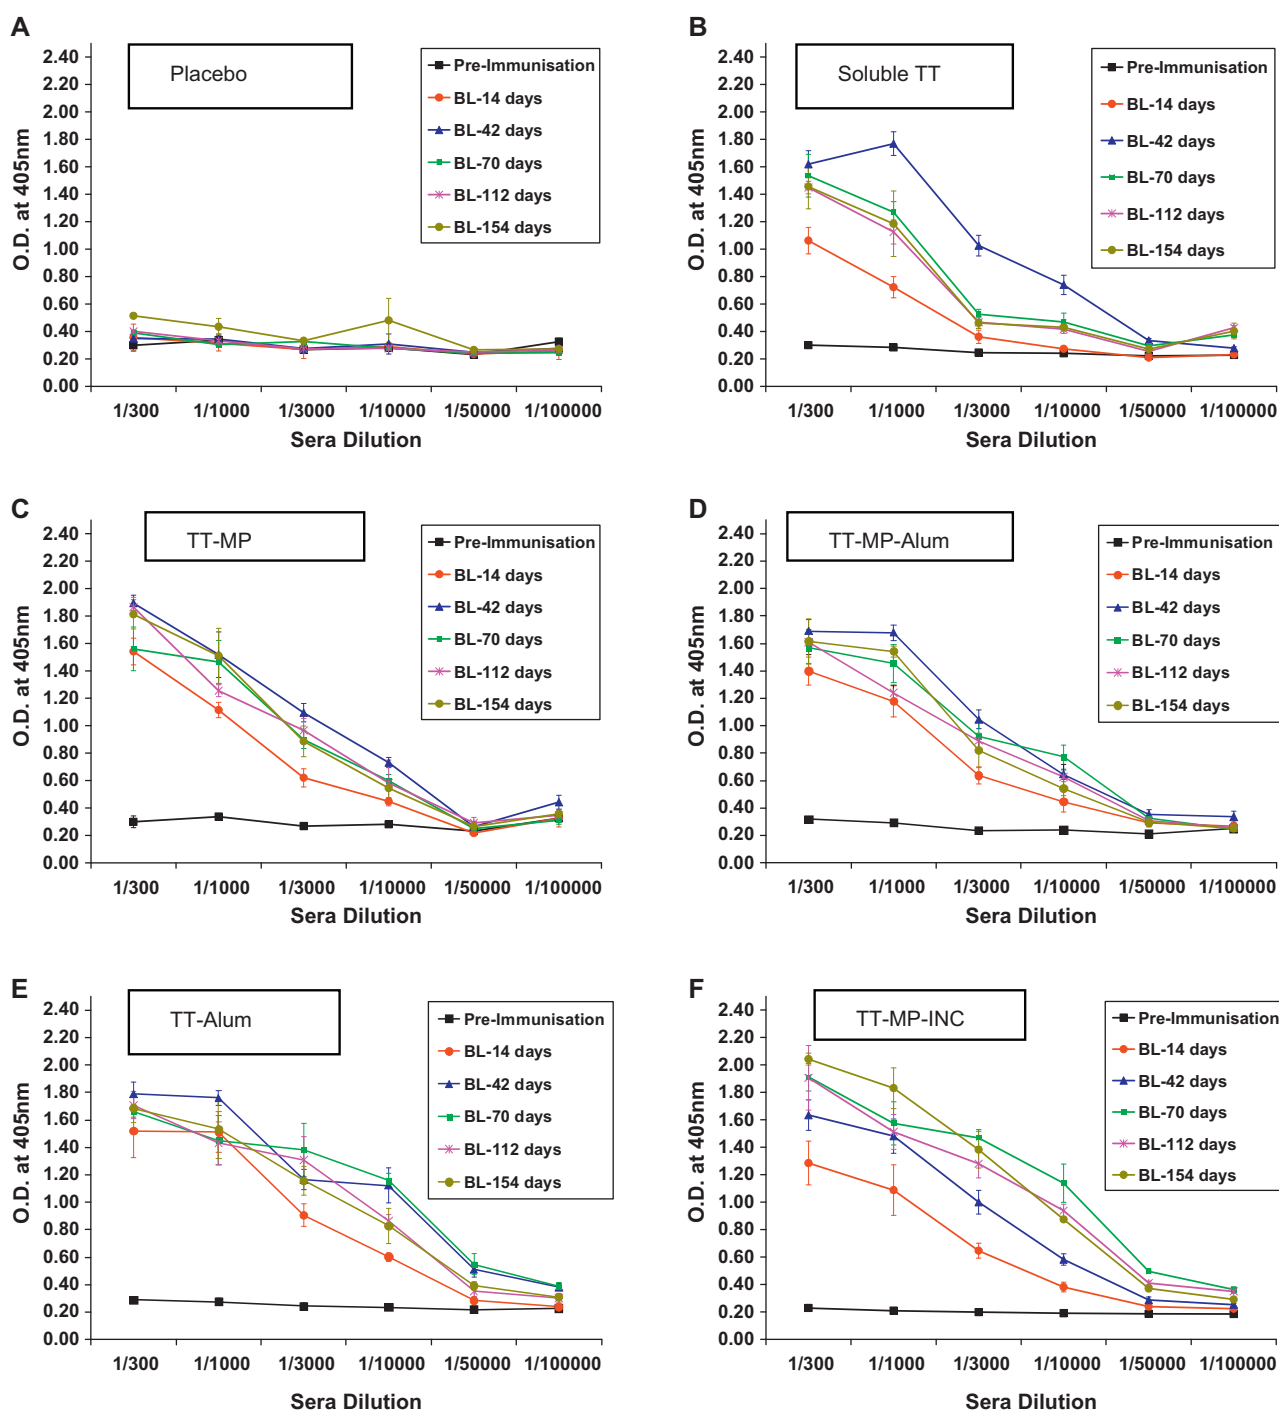 A
Placebo
2.40
2.20
2.00
1.80
1.60
1.40
1.20
1.00
0.80
0.60
0.40
0.20
0.00
O.D. at 405nm
Pre-Immunisation
BL-14 days
BL-42 days
BL-70 days
BL-112 days
BL-154 days
1/300 1/1000 1/3000 1/10000 1/50000 1/100000
Sera Dilution
B
Soluble TT
2.40
2.20
2.00
1.80
1.60
1.40
1.20
1.00
0.80
0.60
0.40
0.20
0.00
O.D. at 405nm
Pre-Immunisation
BL-14 days
BL-42 days
BL-70 days
BL-112 days
BL-154 days
1/300 1/1000 1/3000 1/10000 1/50000 1/100000
Sera Dilution
C
TT-MP
2.40
2.20
2.00
1.80
1.60
1.40
1.20
1.00
0.80
0.60
0.40
0.20
0.00
O.D. at 405nm
Pre-Immunisation
BL-14 days
BL-42 days
BL-70 days
BL-112 days
BL-154 days
1/300 1/1000 1/3000 1/10000 1/50000 1/100000
Sera Dilution
D
TT-MP-Alum
2.40
2.20
2.00
1.80
1.60
1.40
1.20
1.00
0.80
0.60
0.40
0.20
0.00
O.D. at 405nm
Pre-Immunisation
BL-14 days
BL-42 days
BL-70 days
BL-112 days
BL-154 days
1/300 1/1000 1/3000 1/10000 1/50000 1/100000
Sera Dilution
E
TT-Alum
2.40
2.20
2.00
1.80
1.60
1.40
1.20
1.00
0.80
0.60
0.40
0.20
0.00
O.D. at 405nm
Pre-Immunisation
BL-14 days
BL-42 days
BL-70 days
BL-112 days
BL-154 days
1/300 1/1000 1/3000 1/10000 1/50000 1/100000
Sera Dilution
F
TT-MP-INC
2.40
2.20
2.00
1.80
1.60
1.40
1.20
1.00
0.80
0.60
0.40
0.20
0.00
O.D. at 405nm
Pre-Immunisation
BL-14 days
BL-42 days
BL-70 days
BL-112 days
BL-154 days
1/300 1/1000 1/3000 1/10000 1/50000 1/100000
Sera Dilution